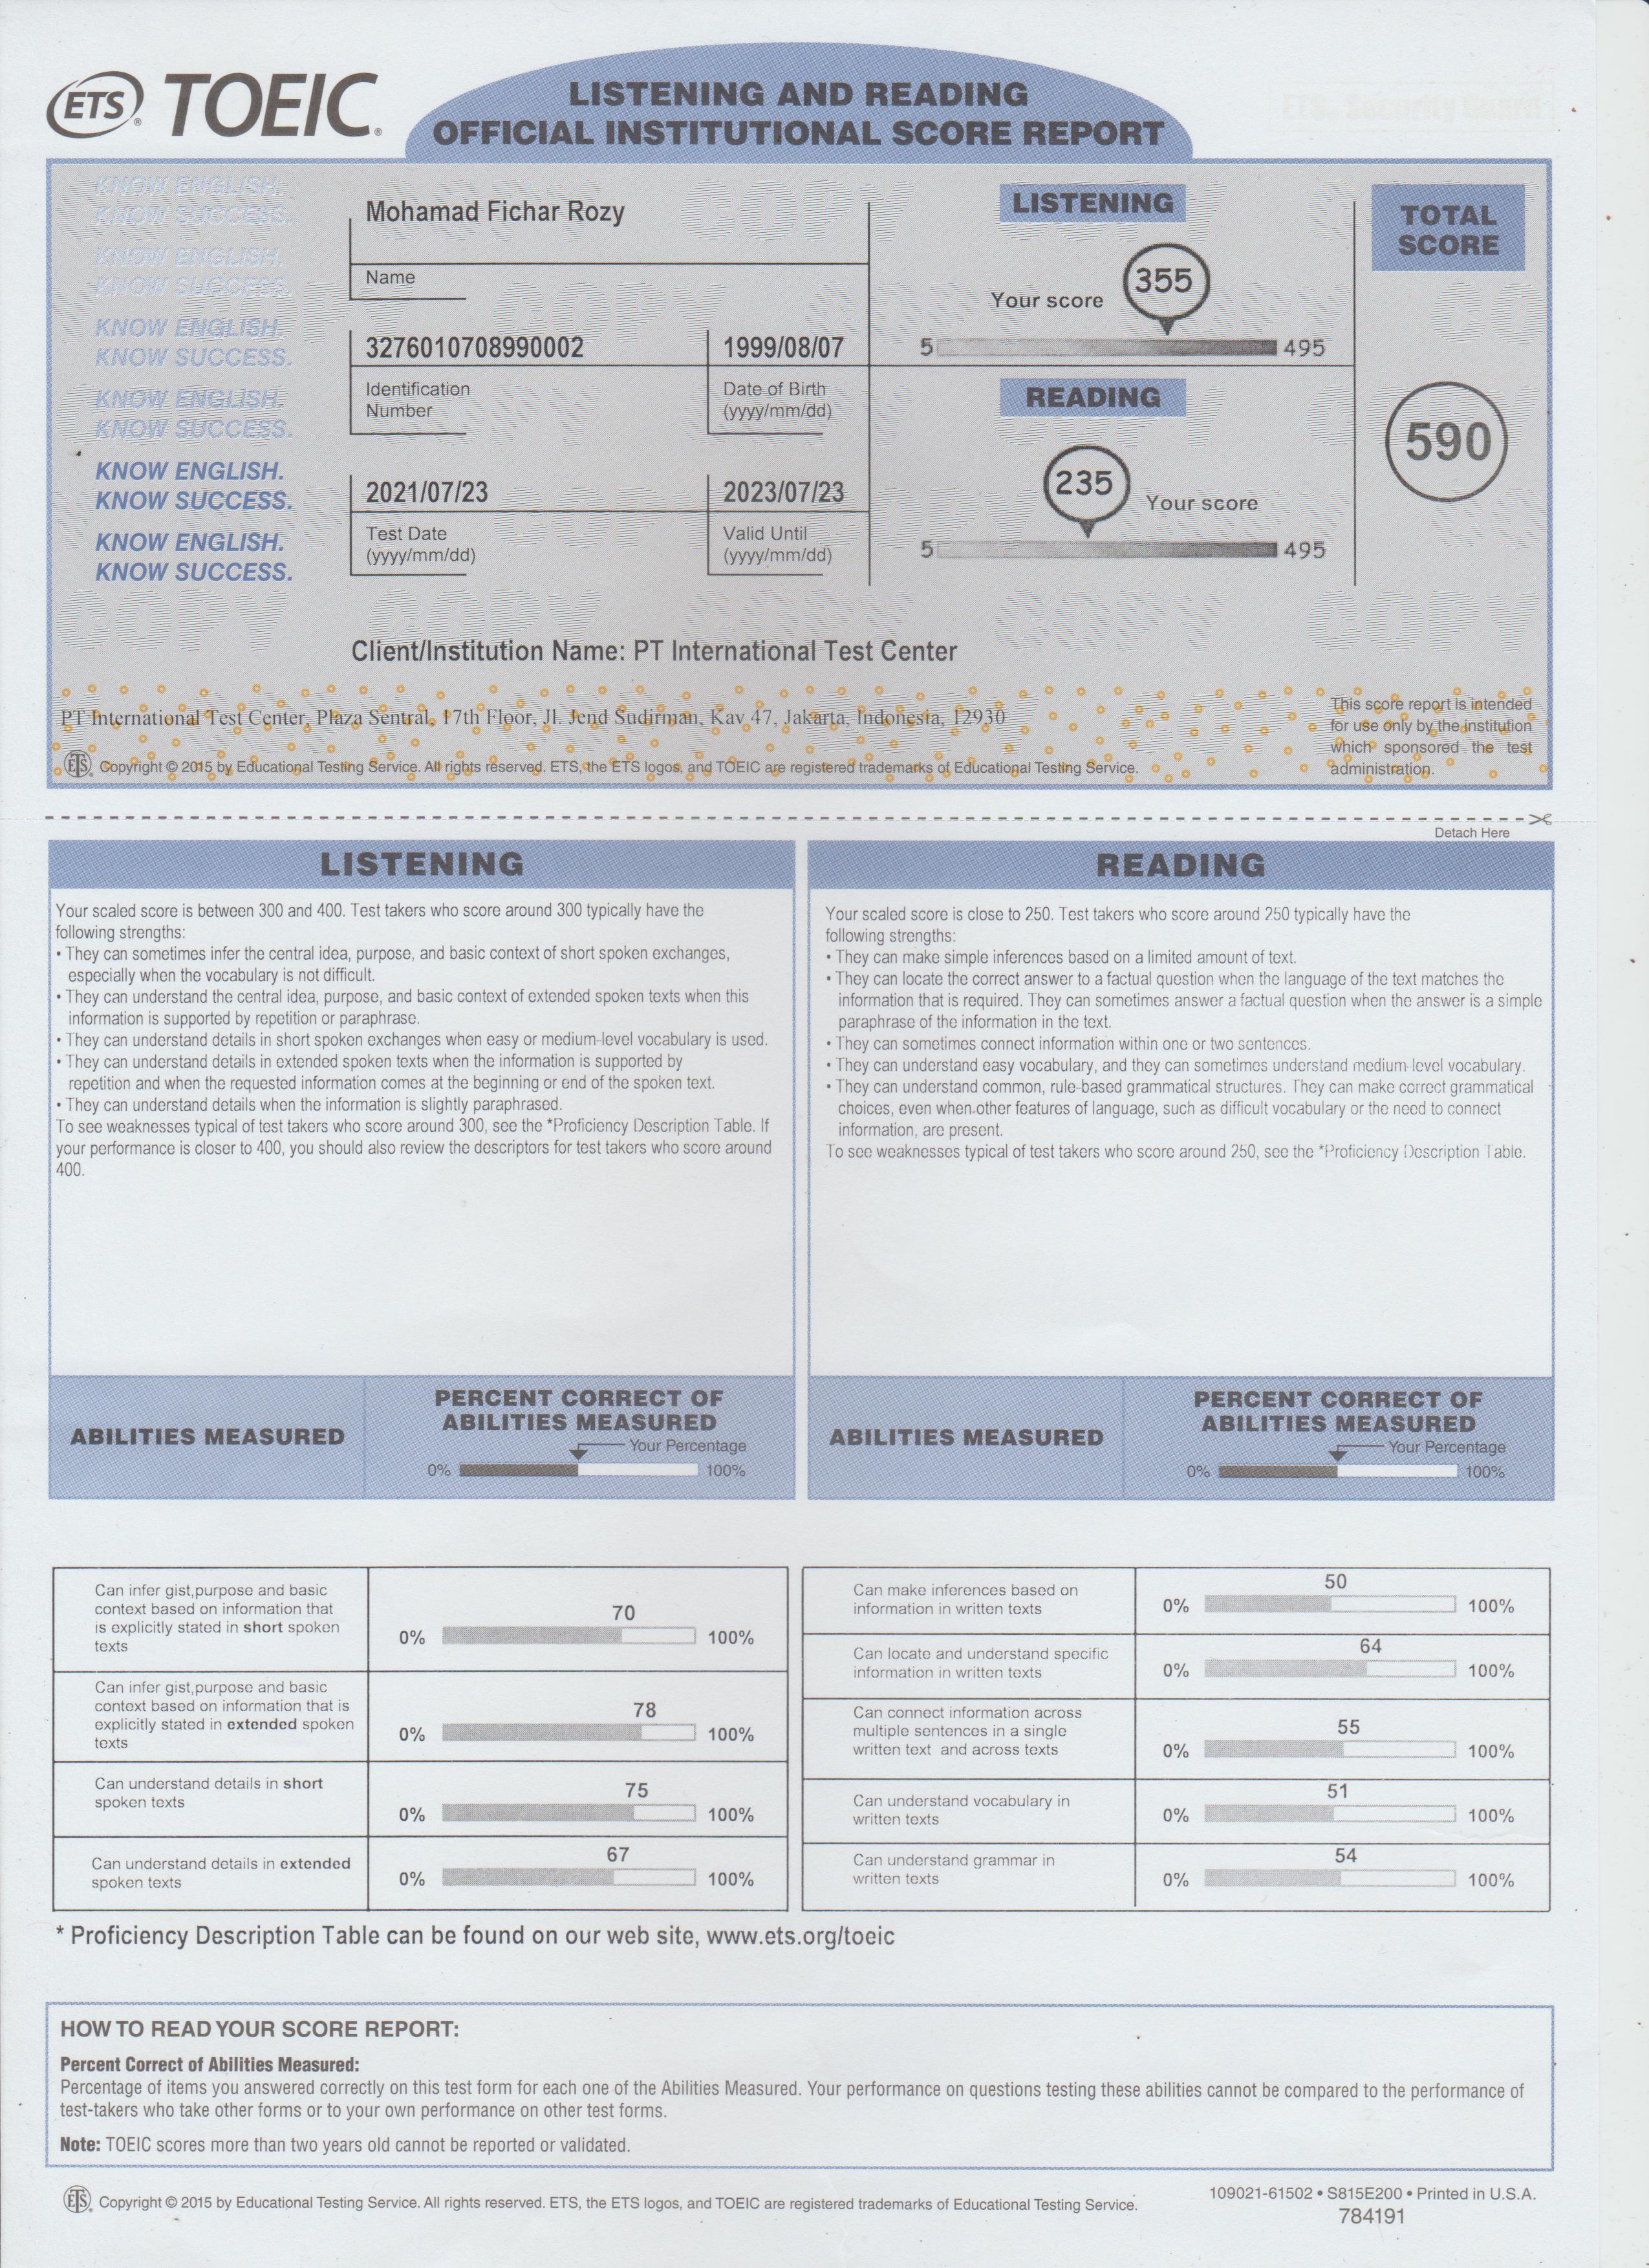 ETS® TOEIC®
LISTENING AND READING
OFFICIAL INSTITUTIONAL SCORE REPORT
KNOW ENGLISH.
KNOW SUCCESS.
KNOW ENGLISH.
KNOW SUCCESS.
KNOW ENGLISH.
KNOW SUCCESS.
KNOW ENGLISH.
KNOW SUCCESS.
KNOW ENGLISH.
KNOW SUCCESS.
KNOW ENGLISH.
KNOW SUCCESS.
Mohamad Fichar Rozy
Name
3276010708990002
Identification
Number
1999/08/07
Date of Birth
(yyyy/mm/dd)
2021/07/23
Test Date
(yyyy/mm/dd)
2023/07/23
Valid Until
(yyyy/mm/dd)
LISTENING
Your score 355
5 495
READING
235 Your score
5 495
TOTAL
SCORE
590
COPY
Client/Institution Name: PT International Test Center
PT International Test Center, Plaza Sentral, 17th Floor, Jl. Jend Sudirman, Kav 47, Jakarta, Indonesia, 12930
This score report is intended
for use only by the institution
which sponsored the test
administration.
ETS® Copyright © 2015 by Educational Testing Service. All rights reserved. ETS, the ETS logos, and TOEIC are registered trademarks of Educational Testing Service.
Detach Here
LISTENING
Your scaled score is between 300 and 400. Test takers who score around 300 typically have the
following strengths:
• They can sometimes infer the central idea, purpose, and basic context of short spoken exchanges,
especially when the vocabulary is not difficult.
• They can understand the central idea, purpose, and basic context of extended spoken texts when this
information is supported by repetition or paraphrase.
• They can understand details in short spoken exchanges when easy or medium-level vocabulary is used.
• They can understand details in extended spoken texts when the information is supported by
repetition and when the requested information comes at the beginning or end of the spoken text.
• They can understand details when the information is slightly paraphrased.
To see weaknesses typical of test takers who score around 300, see the *Proficiency Description Table. If
your performance is closer to 400, you should also review the descriptors for test takers who score around
400.
READING
Your scaled score is close to 250. Test takers who score around 250 typically have the
following strengths:
• They can make simple inferences based on a limited amount of text.
• They can locate the correct answer to a factual question when the language of the text matches the
information that is required. They can sometimes answer a factual question when the answer is a simple
paraphrase of the information in the text.
• They can sometimes connect information within one or two sentences.
• They can understand easy vocabulary, and they can sometimes understand medium-level vocabulary.
• They can understand common, rule-based grammatical structures. They can make correct grammatical
choices, even when other features of language, such as difficult vocabulary or the need to connect
information, are present.
To see weaknesses typical of test takers who score around 250, see the *Proficiency Description Table.
ABILITIES MEASURED
PERCENT CORRECT OF
ABILITIES MEASURED
Your Percentage
0% 100%
ABILITIES MEASURED
PERCENT CORRECT OF
ABILITIES MEASURED
Your Percentage
0% 100%
Can infer gist,purpose and basic
context based on information that
is explicitly stated in short spoken
texts
70
0% 100%
Can infer gist,purpose and basic
context based on information that is
explicitly stated in extended spoken
texts
78
0% 100%
Can understand details in short
spoken texts
75
0% 100%
Can understand details in extended
spoken texts
67
0% 100%
Can make inferences based on
information in written texts
50
0% 100%
Can locate and understand specific
information in written texts
64
0% 100%
Can connect information across
multiple sentences in a single
written text and across texts
55
0% 100%
Can understand vocabulary in
written texts
51
0% 100%
Can understand grammar in
written texts
54
0% 100%
* Proficiency Description Table can be found on our web site, www.ets.org/toeic
HOW TO READ YOUR SCORE REPORT:
Percent Correct of Abilities Measured:
Percentage of items you answered correctly on this test form for each one of the Abilities Measured. Your performance on questions testing these abilities cannot be compared to the performance of
test-takers who take other forms or to your own performance on other test forms.
Note: TOEIC scores more than two years old cannot be reported or validated.
ETS® Copyright © 2015 by Educational Testing Service. All rights reserved. ETS, the ETS logos, and TOEIC are registered trademarks of Educational Testing Service.
109021-61502 • S815E200 • Printed in U.S.A.
784191